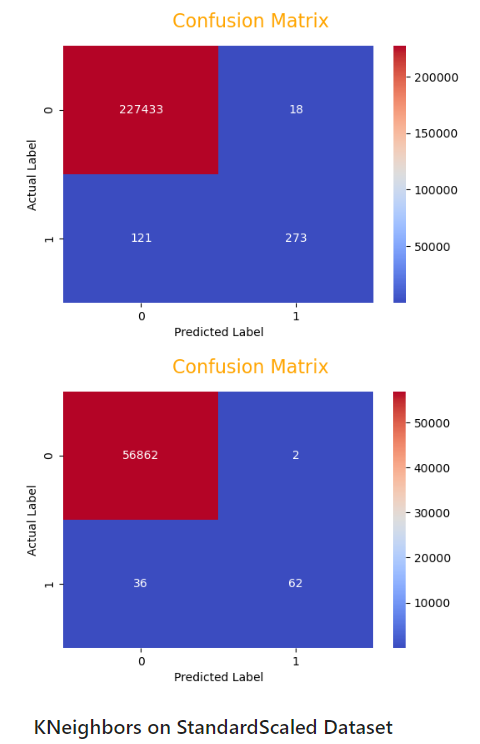 Confusion Matrix
227433 18
121 273
0
1
Actual Label
0 1
Predicted Label
200000
150000
100000
50000
Confusion Matrix
56862 2
36 62
0
1
Actual Label
0 1
Predicted Label
50000
40000
30000
20000
10000
KNeighbors on StandardScaled Dataset